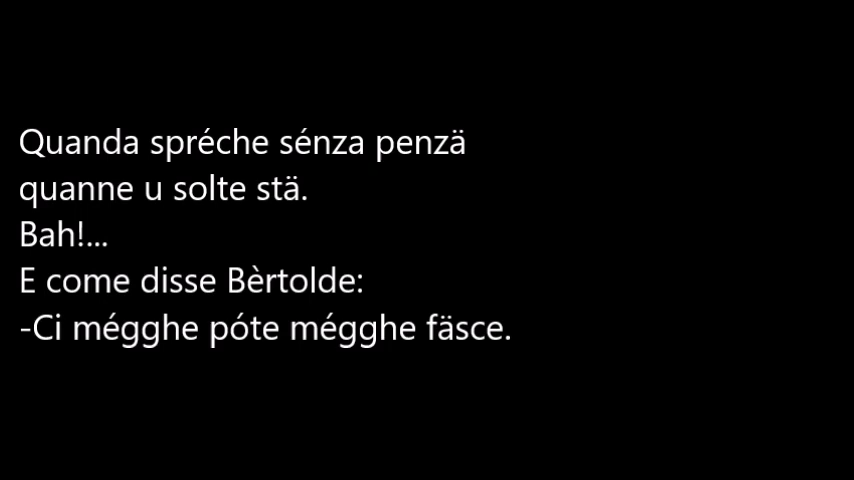 Quanda spréche sénza penzä
quanne u solte stä.
Bah!...
E come disse Bèrtolde:
-Ci mégghe póte mégghe fäsce.